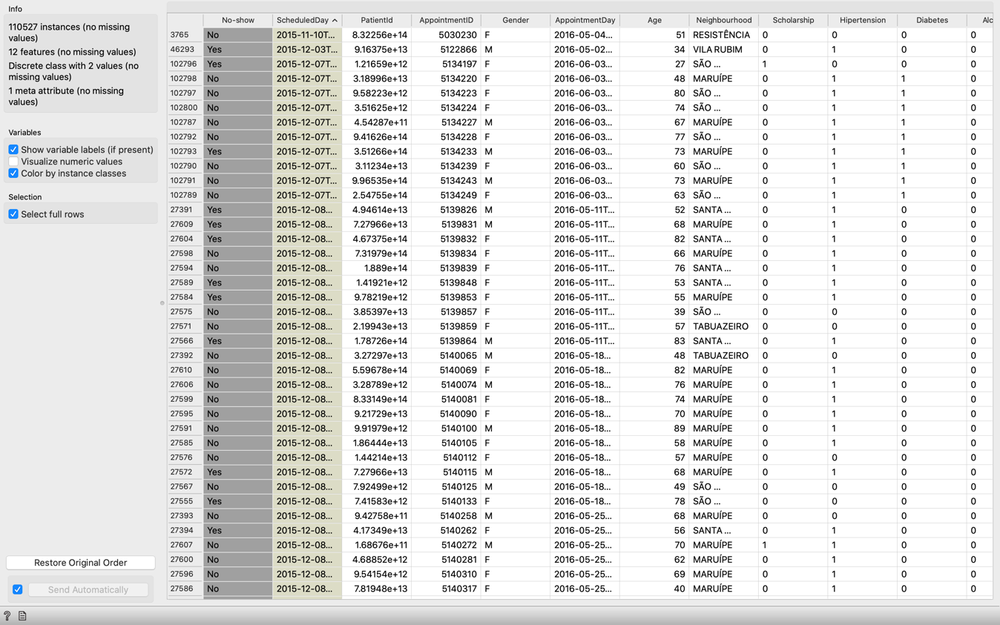 Info
110527 instances (no missing
values)
12 features (no missing values)
Discrete class with 2 values (no
missing values)
1 meta attribute (no missing
values)
Variables
Show variable labels (if present)
Visualize numeric values
Color by instance classes
Selection
Select full rows
Restore Original Order
Send Automatically
No-show ScheduledDay PatientId AppointmentID Gender AppointmentDay Age Neighbourhood Scholarship Hipertension Diabetes Alc
3765 No 2015-11-10T... 8.32256e+14 5030230 F 2016-05-04... 51 RESISTÊNCIA 0 0 0 0
46293 Yes 2015-12-03T... 9.16375e+13 5122866 M 2016-05-02... 34 VILA RUBIM 0 1 0 0
102796 Yes 2015-12-07T... 1.21659e+12 5134197 F 2016-06-03... 27 SÃO ... 1 0 0 0
102798 No 2015-12-07T... 3.18996e+13 5134220 F 2016-06-03... 48 MARUÍPE 0 1 1 0
102797 No 2015-12-07T... 9.58223e+12 5134223 F 2016-06-03... 80 SÃO ... 0 1 1 0
102800 No 2015-12-07T... 3.51625e+12 5134224 F 2016-06-03... 74 SÃO ... 0 1 1 0
102787 No 2015-12-07T... 4.54287e+11 5134227 M 2016-06-03... 67 MARUÍPE 0 1 1 0
102792 No 2015-12-07T... 9.41626e+14 5134228 F 2016-06-03... 77 SÃO ... 0 1 1 0
102793 Yes 2015-12-07T... 3.51266e+14 5134233 M 2016-06-03... 73 MARUÍPE 0 1 1 0
102790 No 2015-12-07T... 3.11234e+13 5134239 F 2016-06-03... 60 SÃO ... 0 1 1 0
102791 No 2015-12-07T... 9.96535e+14 5134243 M 2016-06-03... 73 MARUÍPE 0 1 1 0
102789 No 2015-12-07T... 2.54755e+14 5134249 F 2016-06-03... 63 SÃO ... 0 1 1 0
27391 Yes 2015-12-08... 4.94614e+13 5139826 M 2016-05-11T... 52 SANTA ... 0 1 0 0
27609 Yes 2015-12-08... 7.27966e+13 5139831 M 2016-05-11T... 68 MARUÍPE 0 1 0 0
27604 Yes 2015-12-08... 4.67375e+14 5139832 F 2016-05-11T... 82 SANTA ... 0 1 0 0
27598 No 2015-12-08... 7.31979e+14 5139834 F 2016-05-11T... 66 MARUÍPE 0 1 0 0
27594 No 2015-12-08... 1.889e+14 5139839 F 2016-05-11T... 76 SANTA ... 0 1 0 0
27589 Yes 2015-12-08... 1.41921e+12 5139848 F 2016-05-11T... 53 SANTA ... 0 1 0 0
27584 Yes 2015-12-08... 9.78219e+12 5139853 F 2016-05-11T... 55 MARUÍPE 0 1 0 0
27575 No 2015-12-08... 3.85397e+13 5139857 F 2016-05-11T... 39 SÃO ... 0 0 0 0
27571 No 2015-12-08... 2.19943e+13 5139859 F 2016-05-11T... 57 TABUAZEIRO 0 0 0 0
27566 Yes 2015-12-08... 1.78726e+14 5139864 M 2016-05-11T... 83 SANTA ... 0 1 0 0
27392 No 2015-12-08... 3.27297e+13 5140065 M 2016-05-18... 48 TABUAZEIRO 0 0 0 0
27610 No 2015-12-08... 5.59678e+14 5140069 F 2016-05-18... 82 MARUÍPE 0 1 0 0
27606 No 2015-12-08... 3.28789e+12 5140074 M 2016-05-18... 76 MARUÍPE 0 1 0 0
27599 No 2015-12-08... 8.33149e+14 5140081 F 2016-05-18... 74 MARUÍPE 0 1 0 0
27595 No 2015-12-08... 9.21729e+13 5140090 F 2016-05-18... 70 MARUÍPE 0 1 0 0
27591 No 2015-12-08... 9.91979e+12 5140100 M 2016-05-18... 89 MARUÍPE 0 1 0 0
27585 No 2015-12-08... 1.86444e+13 5140105 F 2016-05-18... 58 MARUÍPE 0 1 0 0
27576 No 2015-12-08... 1.44214e+13 5140112 F 2016-05-18... 57 MARUÍPE 0 0 0 0
27572 Yes 2015-12-08... 7.27966e+13 5140115 M 2016-05-18... 68 MARUÍPE 0 1 0 0
27567 No 2015-12-08... 7.92499e+12 5140125 M 2016-05-18... 49 SÃO ... 0 0 0 0
27555 Yes 2015-12-08... 7.41583e+12 5140133 F 2016-05-18... 78 SÃO ... 0 0 0 0
27393 No 2015-12-08... 9.42758e+11 5140258 M 2016-05-25... 68 MARUÍPE 0 0 0 0
27394 Yes 2015-12-08... 4.17349e+13 5140262 F 2016-05-25... 56 SANTA ... 0 1 0 0
27607 No 2015-12-08... 1.68676e+11 5140272 M 2016-05-25... 70 MARUÍPE 1 1 0 0
27600 No 2015-12-08... 4.68852e+12 5140281 F 2016-05-25... 62 MARUÍPE 0 1 0 0
27596 No 2015-12-08... 9.54154e+12 5140310 F 2016-05-25... 69 MARUÍPE 0 1 0 0
27586 No 2015-12-08... 7.81948e+13 5140317 F 2016-05-25... 40 MARUÍPE 0 1 0 0
?